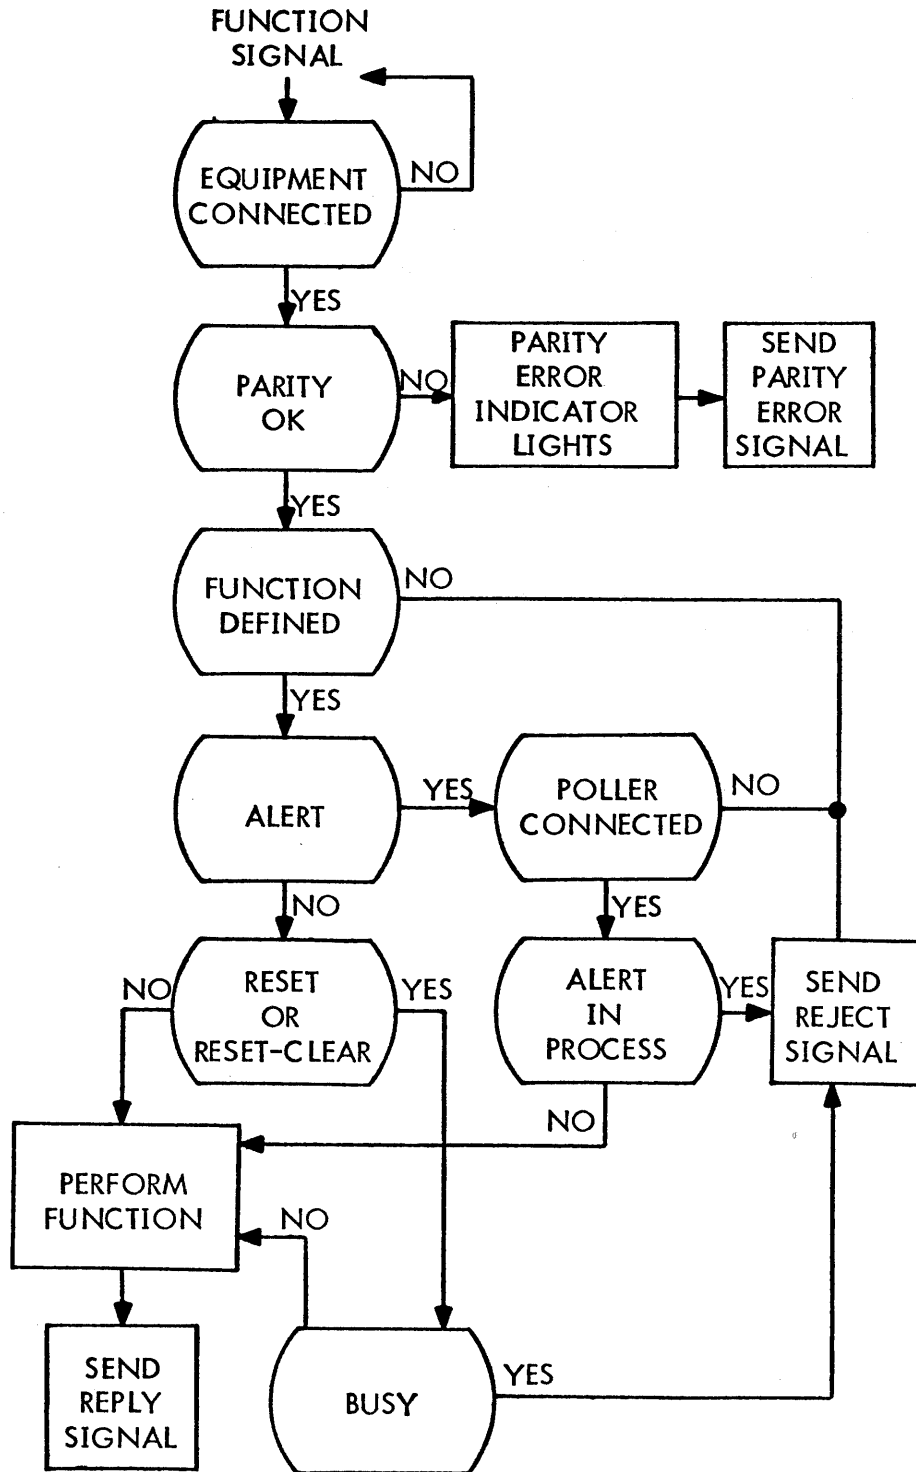 FUNCTION
SIGNAL
NO
EQUIPMENT
CONNECTED
YES
PARITY
OK
NO
PARITY
ERROR
INDICATOR
LIGHTS
SEND
PARITY
ERROR
SIGNAL
YES
FUNCTION
DEFINED
NO
YES
ALERT
YES
POLLER
CONNECTED
NO
NO
YES
NO
RESET
OR
RESET-CLEAR
YES
ALERT
IN
PROCESS
YES
SEND
REJECT
SIGNAL
NO
PERFORM
FUNCTION
NO
SEND
REPLY
SIGNAL
BUSY
YES